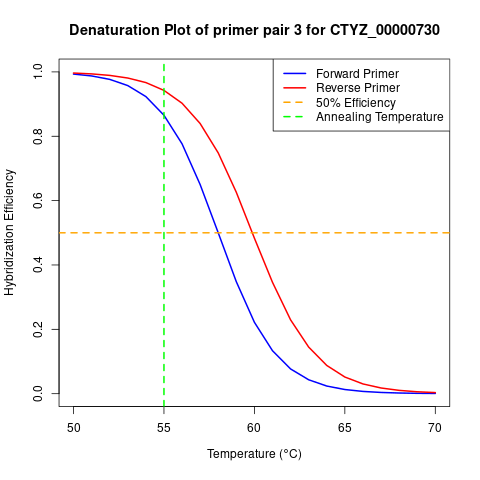 Denaturation Plot of primer pair 3 for CTYZ_00000730
Forward Primer
Reverse Primer
50% Efficiency
Annealing Temperature
Hybridization Efficiency
1.0
0.8
0.6
0.4
0.2
0.0
50 55 60 65 70
Temperature (°C)